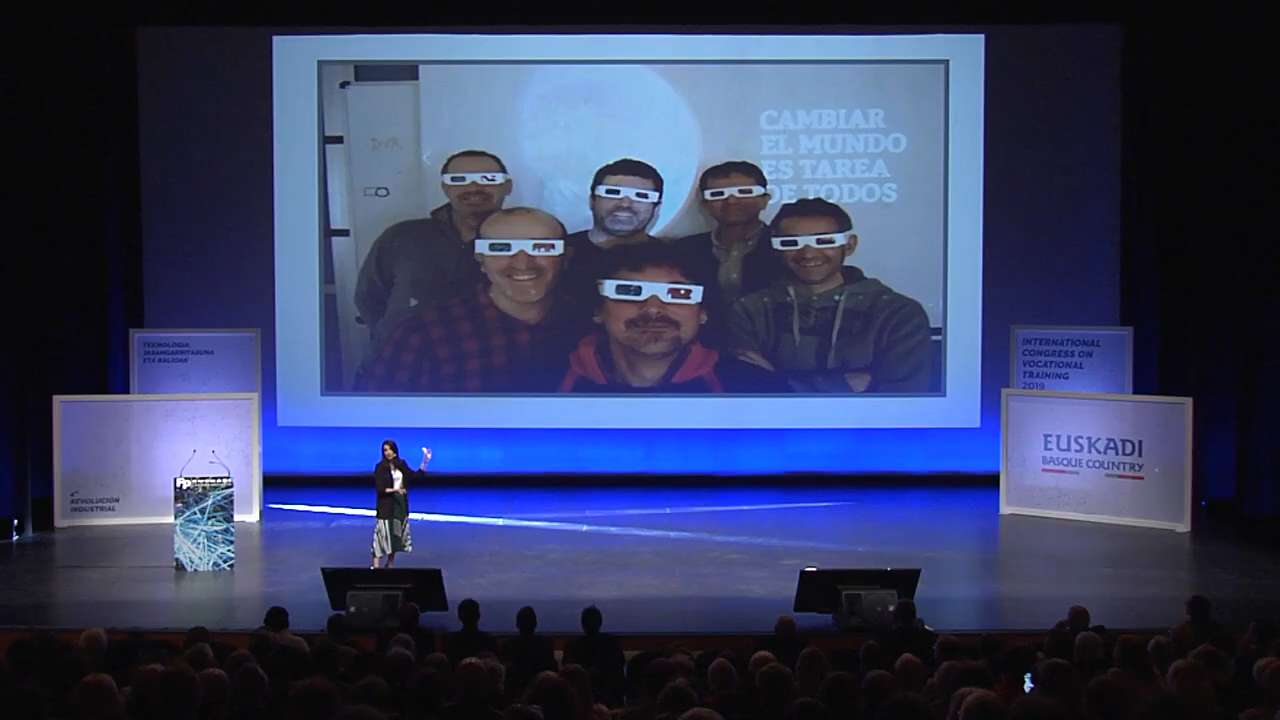 CAMBIAR
EL MUNDO
ES TAREA
DE TODOS
TEKNOLOGIA,
JASANGARRITASUNA
ETA BALIOAK
INTERNATIONAL
CONGRESS ON
VOCATIONAL
TRAINING
2019
4ª
REVOLUCIÓN
INDUSTRIAL
EUSKADI
BASQUE COUNTRY